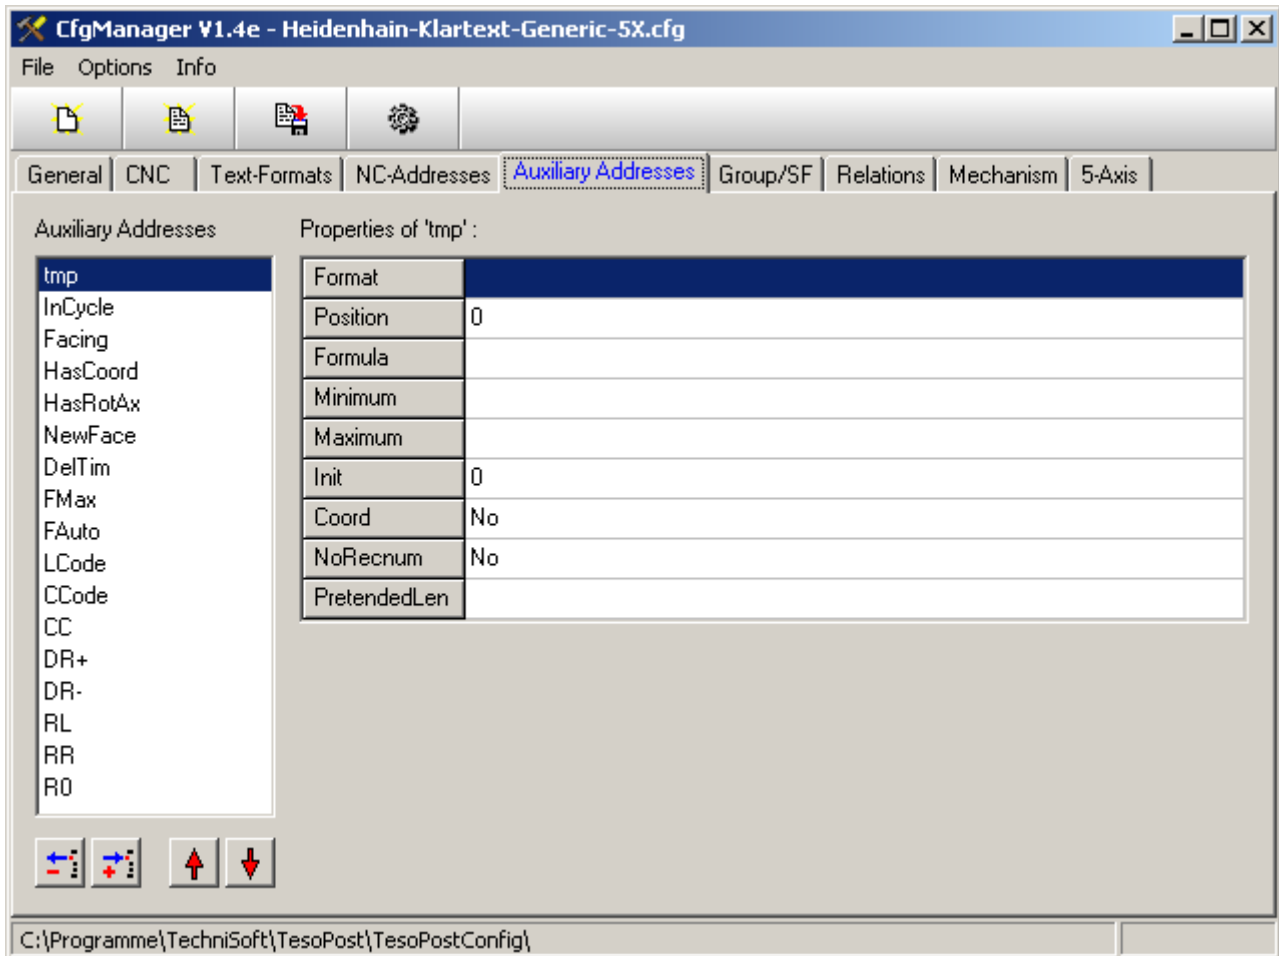 CfgManager V1.4e - Heidenhain-Klartext-Generic-5X.cfg
File Options Info
General CNC Text-Formats NC-Addresses Auxiliary Addresses Group/SF Relations Mechanism 5-Axis
Auxiliary Addresses
Properties of 'tmp' :
tmp
InCycle
Facing
HasCoord
HasRotAx
NewFace
DelTim
FMax
FAuto
LCode
CCode
CC
DR+
DR-
RL
RR
R0
Format
Position 0
Formula
Minimum
Maximum
Init 0
Coord No
NoRecnum No
PretendedLen
C:\Programme\TechniSoft\TesoPost\TesoPostConfig\